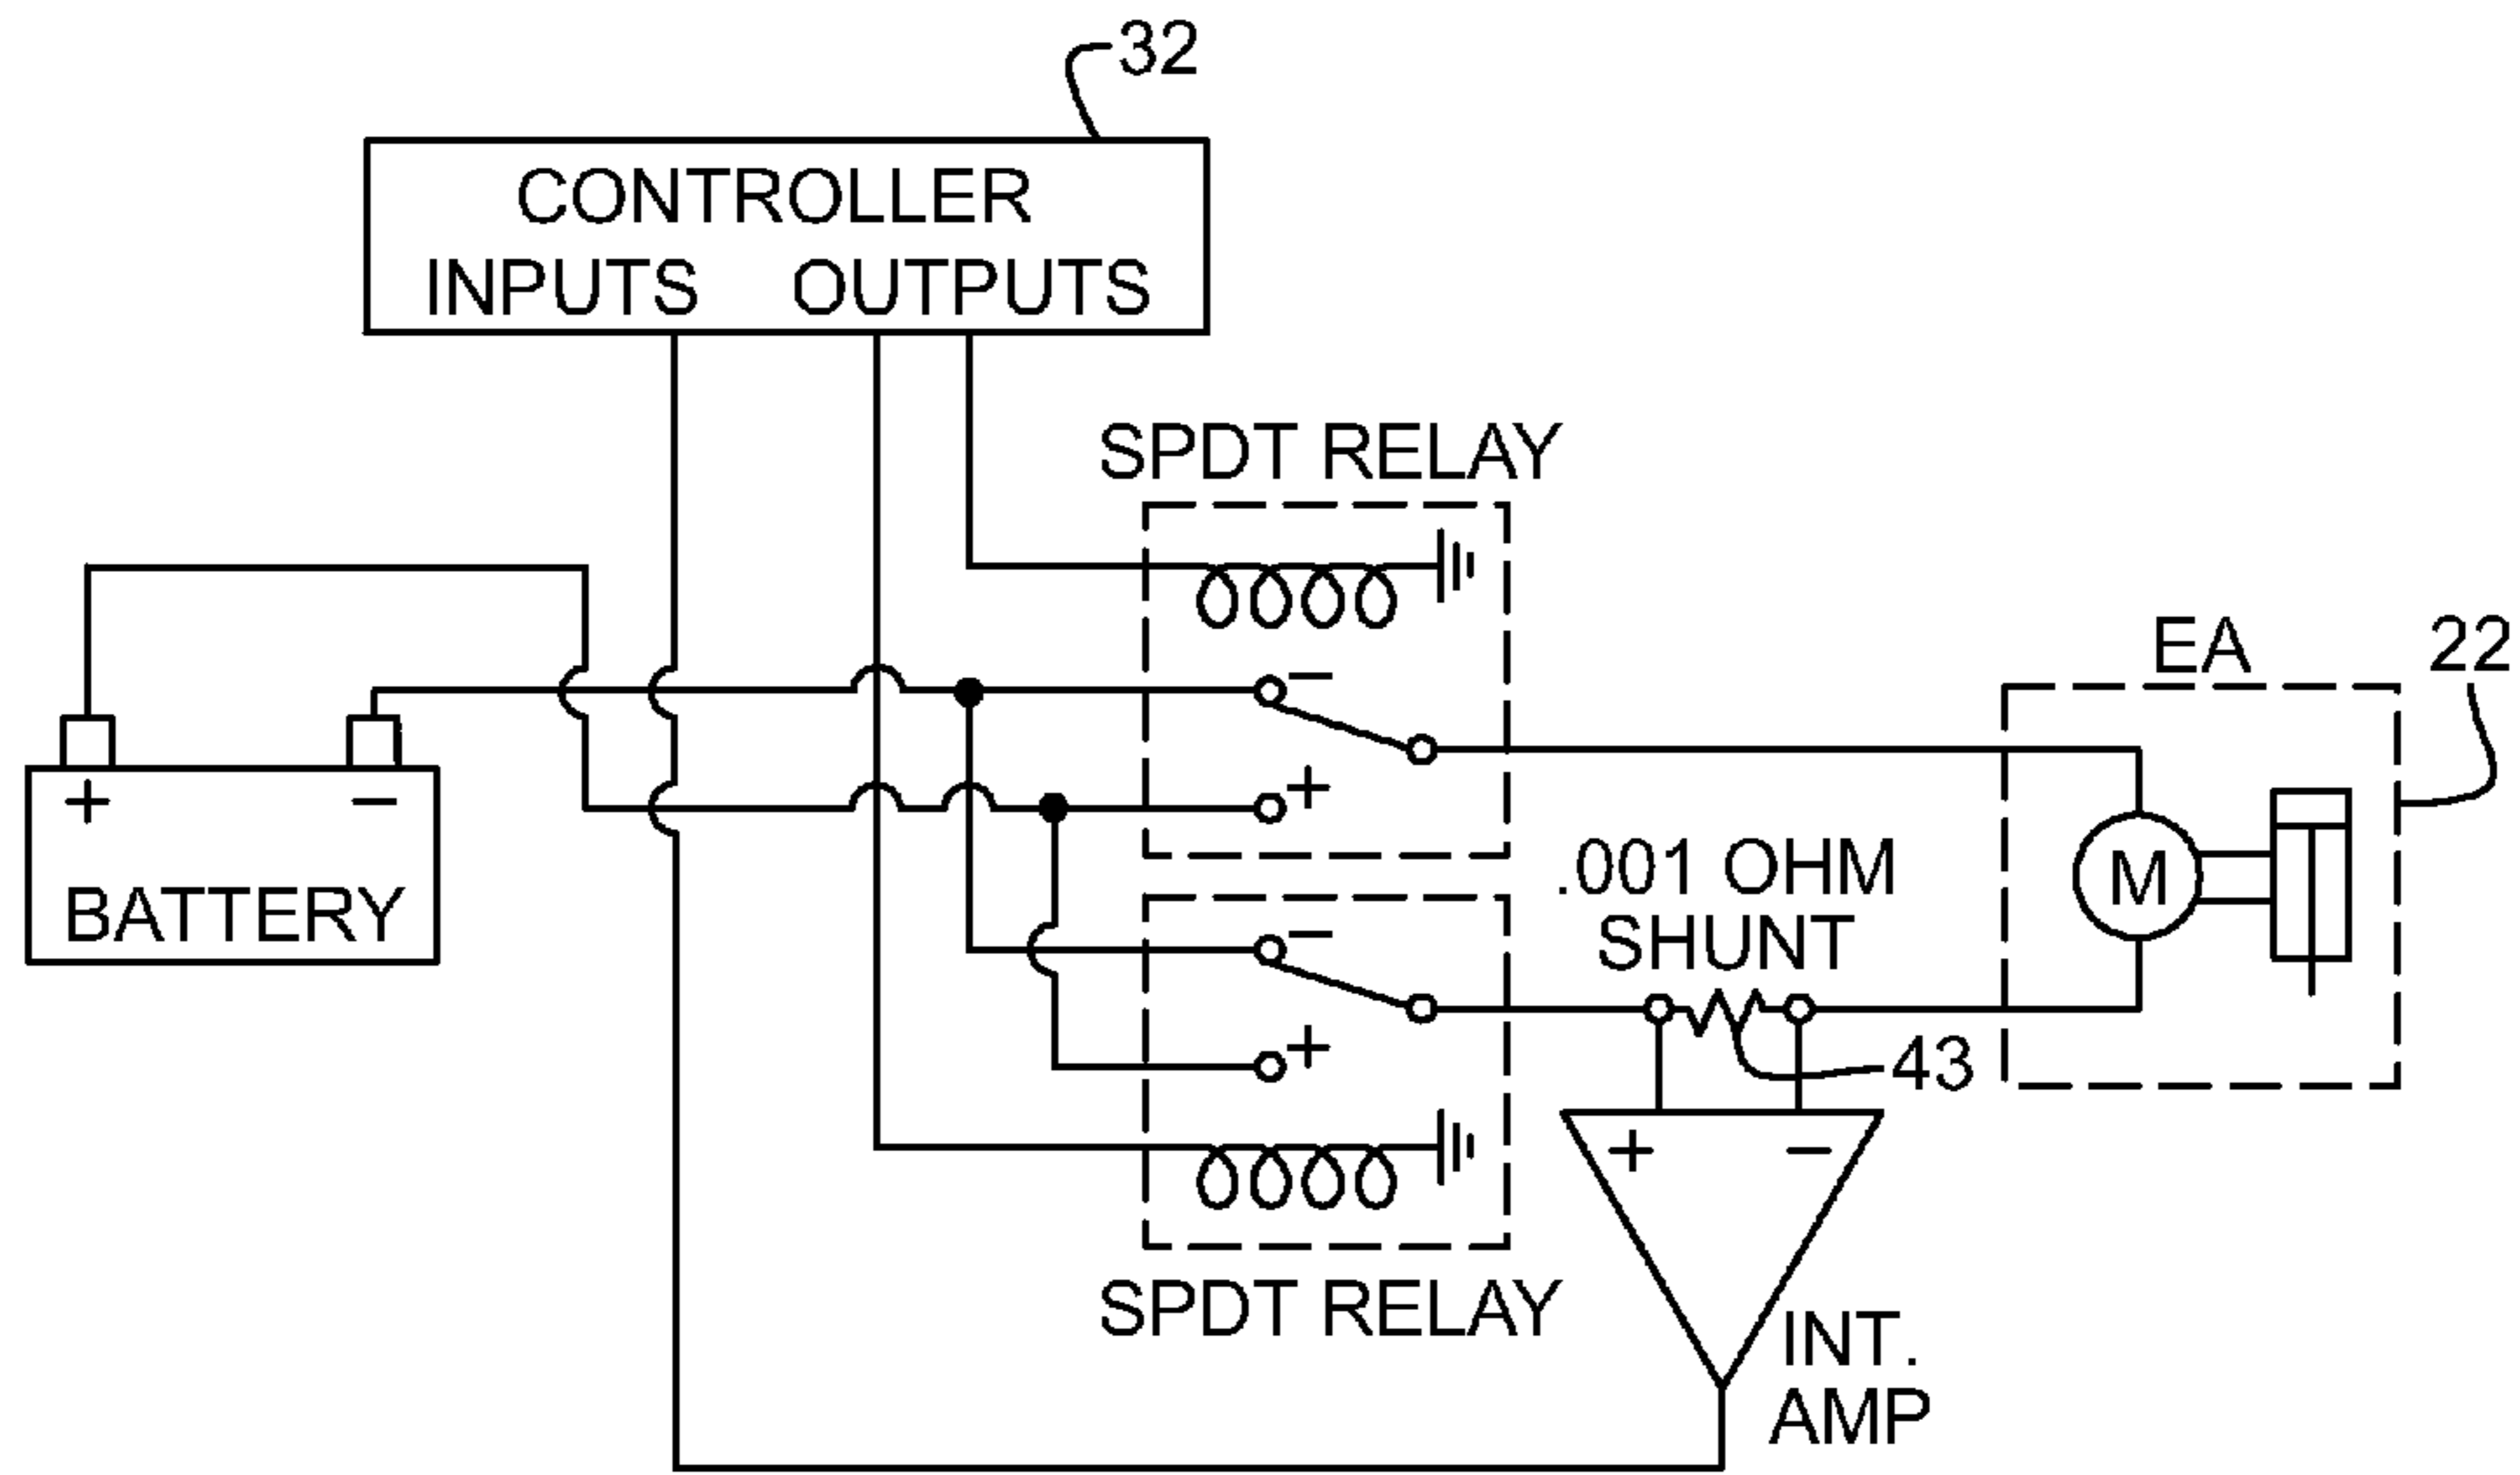 32
CONTROLLER
INPUTS OUTPUTS
SPDT RELAY
EA
22
−
+
+ −
BATTERY
.001 OHM
SHUNT
M
−
+
43
+ −
SPDT RELAY
INT.
AMP